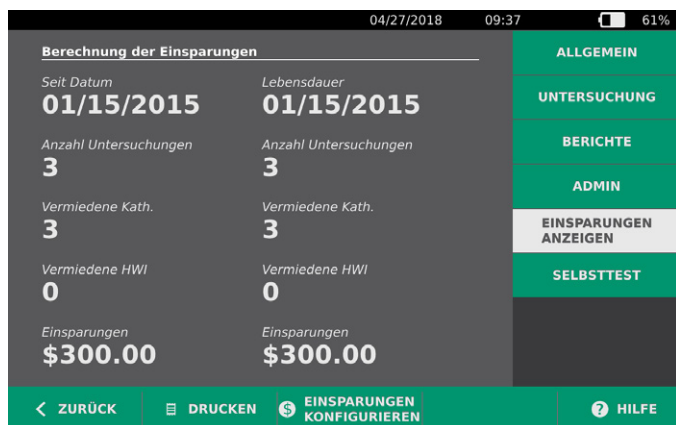 04/27/2018 09:37 61%
Berechnung der Einsparungen
Seit Datum
01/15/2015
Anzahl Untersuchungen
3
Vermiedene Kath.
3
Vermiedene HWI
0
Einsparungen
$300.00
Lebensdauer
01/15/2015
Anzahl Untersuchungen
3
Vermiedene Kath.
3
Vermiedene HWI
0
Einsparungen
$300.00
ALLGEMEIN
UNTERSUCHUNG
BERICHTE
ADMIN
EINSPARUNGEN
ANZEIGEN
SELBSTTEST
ZURÜCK
DRUCKEN
$ EINSPARUNGEN
KONFIGURIEREN
? HILFE